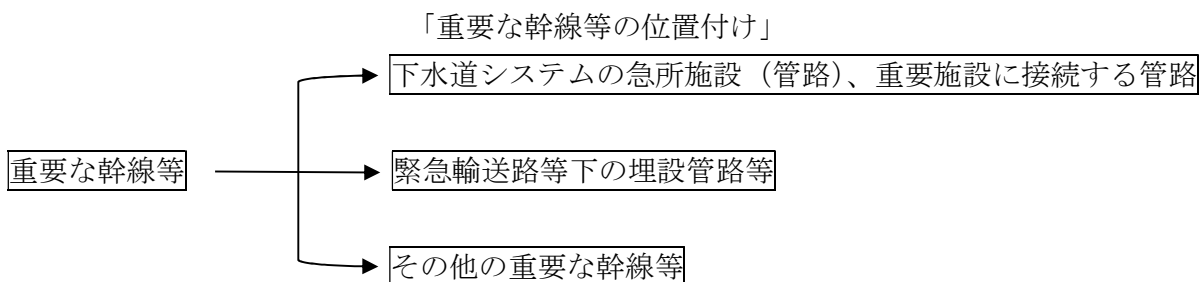 「重要な幹線等の位置付け」
下水道システムの急所施設（管路）、重要施設に接続する管路
重要な幹線等
緊急輸送路等下の埋設管路等
その他の重要な幹線等